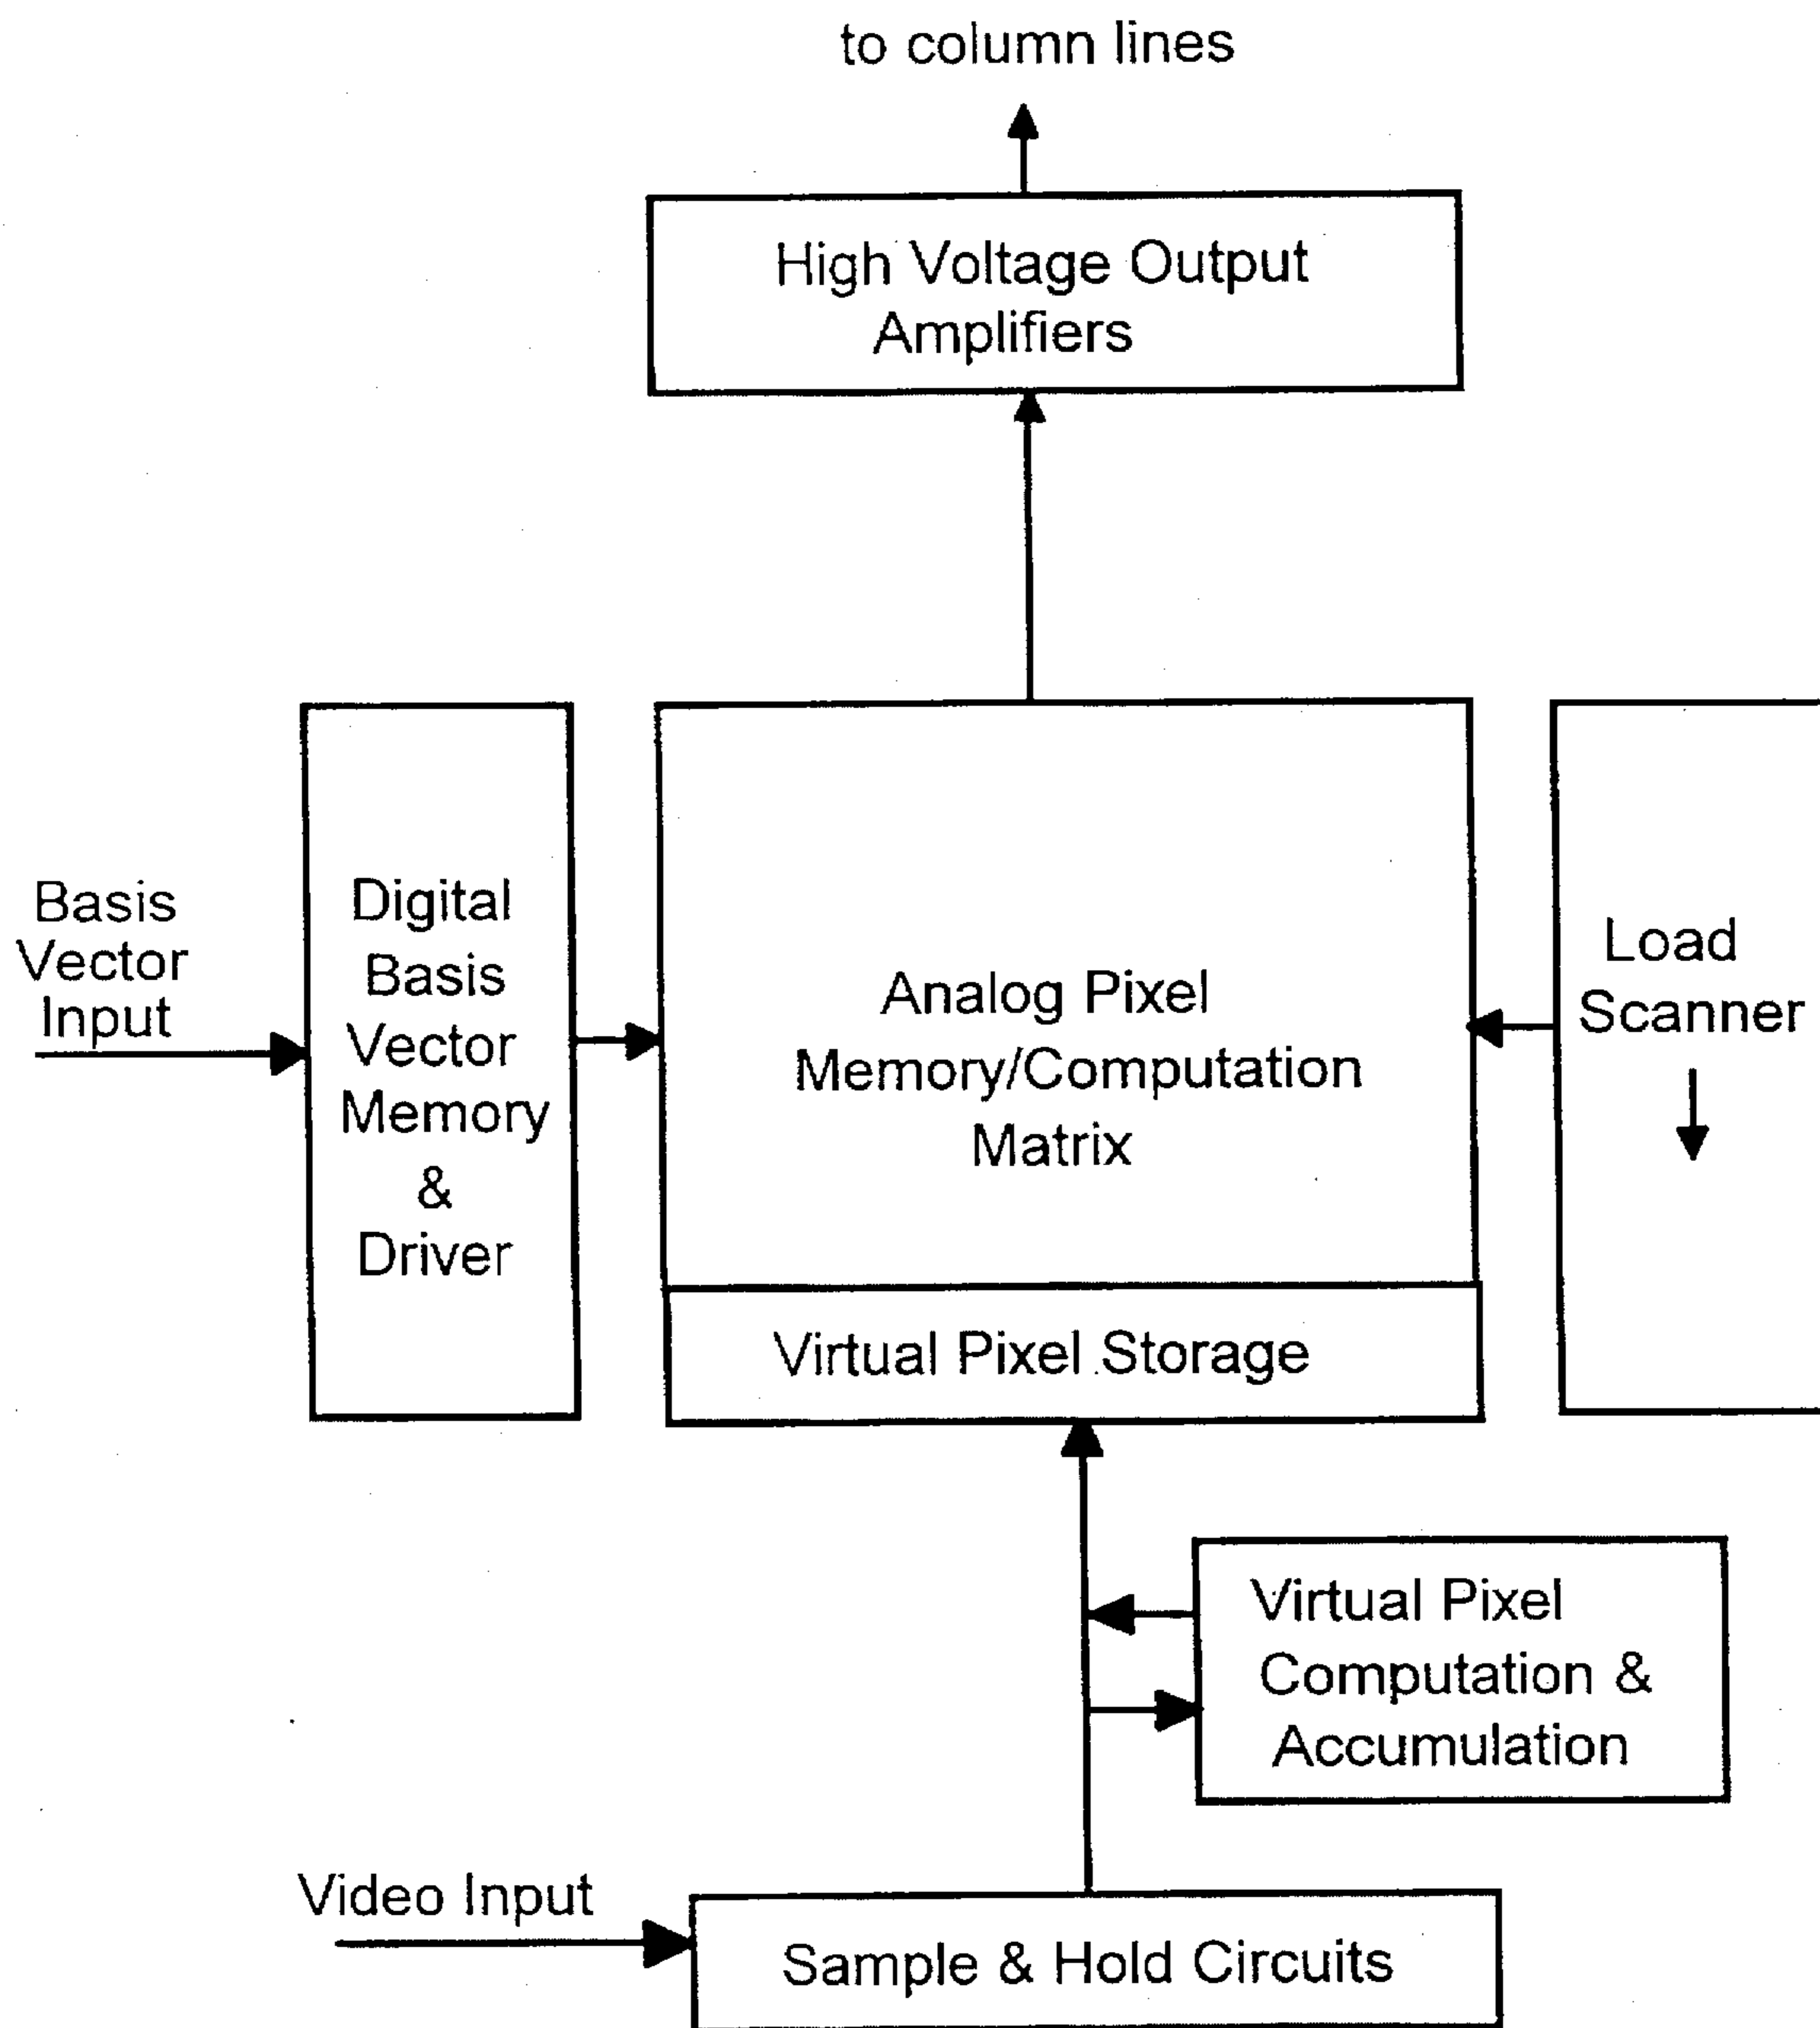 to column lines
High Voltage Output
Amplifiers
Basis
Vector
Input
Digital
Basis
Vector
Memory
&
Driver
Analog Pixel
Memory/Computation
Matrix
Load
Scanner
Virtual Pixel Storage
Virtual Pixel
Computation &
Accumulation
Video Input
Sample & Hold Circuits